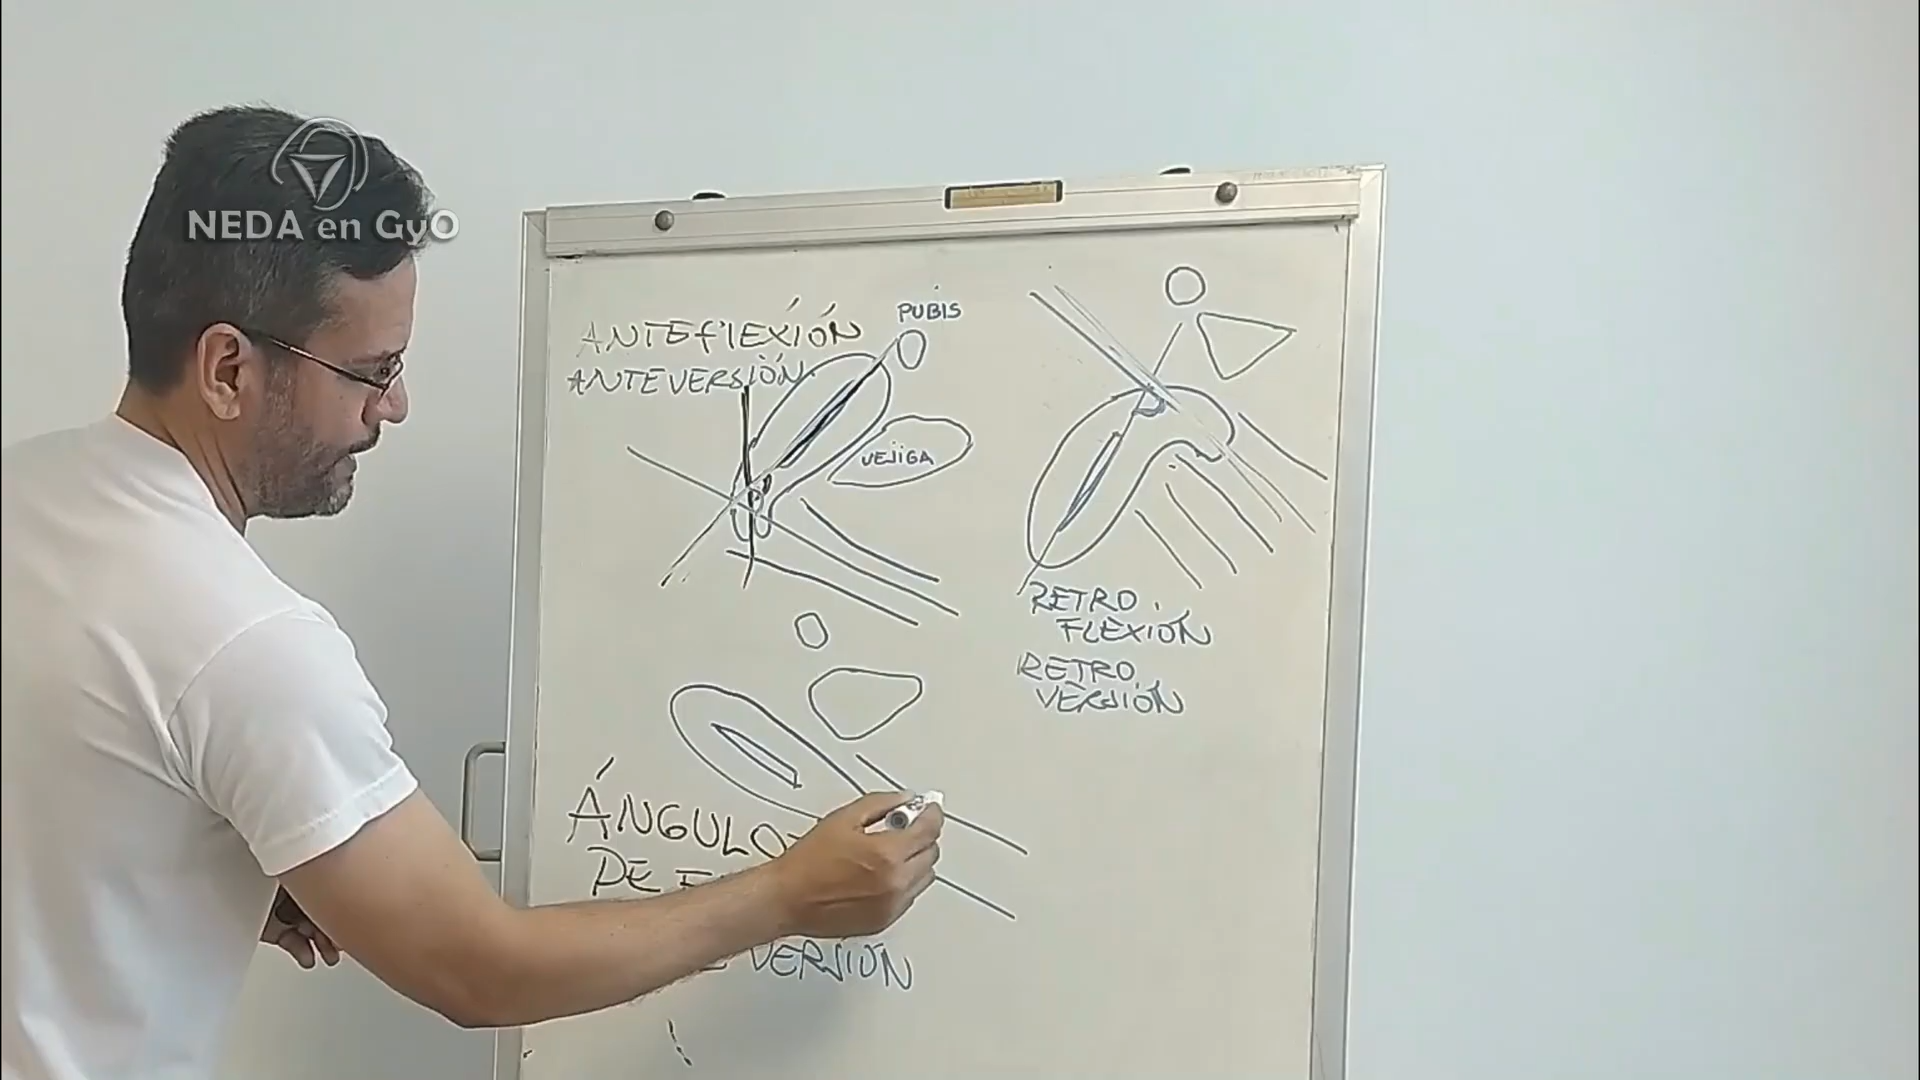 NEDA en GyO
PUBIS
ANTEFLEXIÓN
ANTEVERSIÓN
VEJIGA
RETRO
FLEXIÓN
RETRO
VERSIÓN
ÁNGULO
DE
VERSIÓN